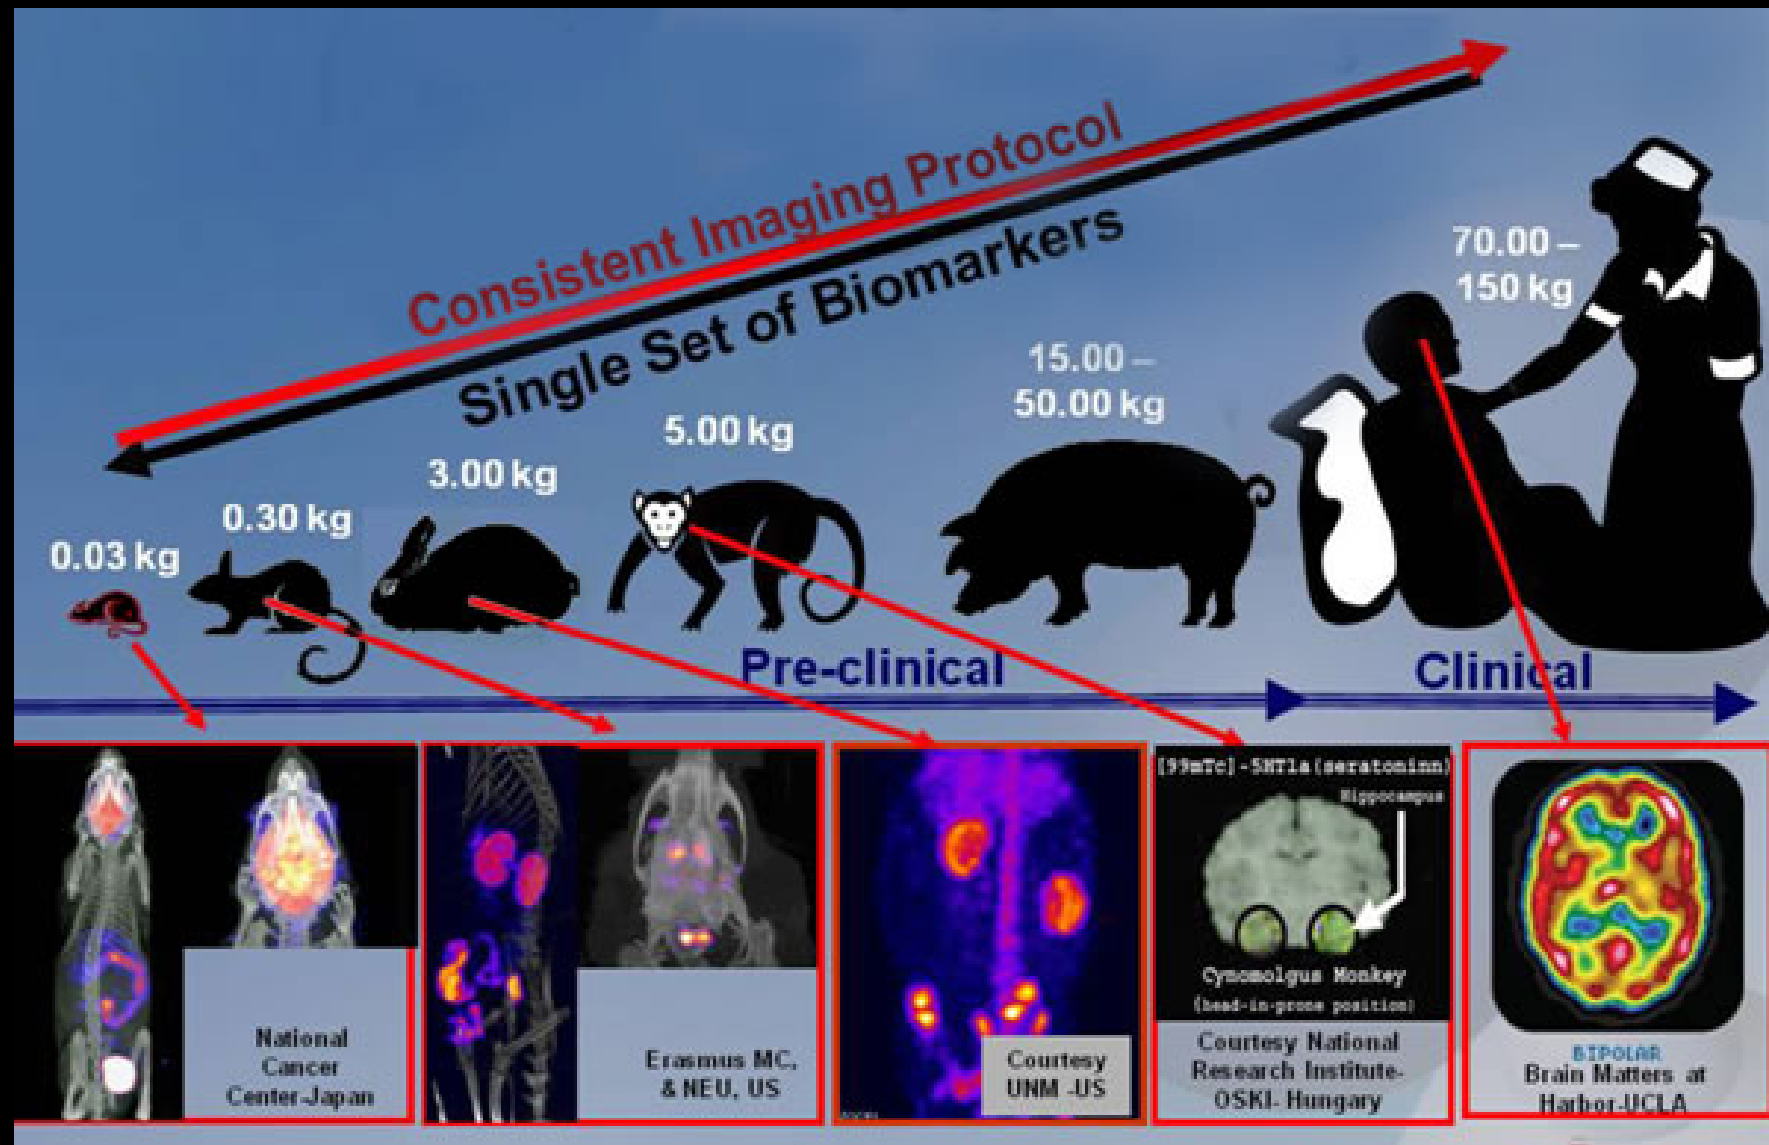 Consistent Imaging Protocol
Single Set of Biomarkers
0.03 kg
0.30 kg
3.00 kg
5.00 kg
15.00 –
50.00 kg
70.00 –
150 kg
Pre-clinical
Clinical
National
Cancer
Center-Japan
Erasmus MC,
& NEU, US
Courtesy
UNM -US
[99mTc]-5HT1a(seratoninn)
Hippocampus
Cynomolgus Monkey
(head-in-prone position)
Courtesy National
Research Institute-
OSKI- Hungary
BIPOLAR
Brain Matters at
Harbor-UCLA